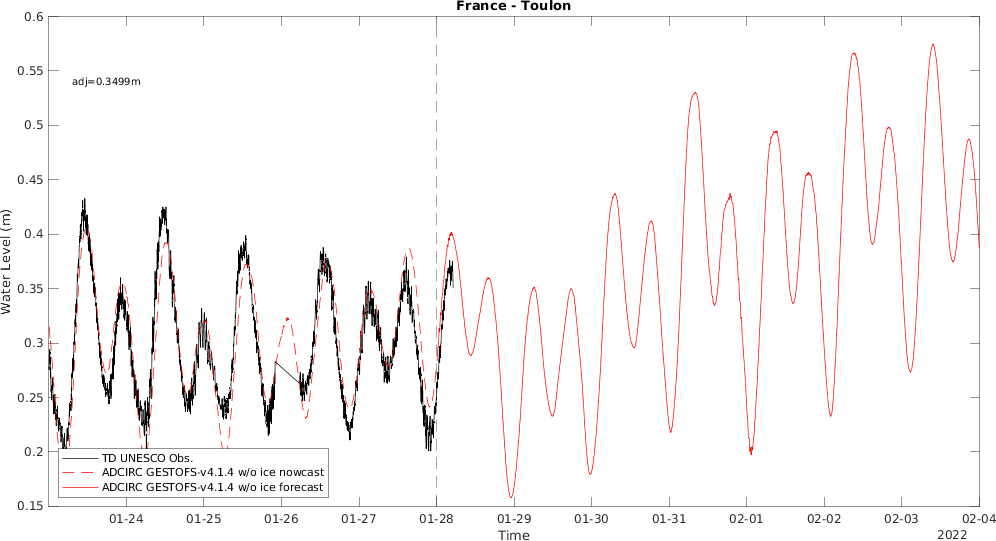 France - Toulon
0.6
0.55
0.5
0.45
0.4
0.35
0.3
0.25
0.2
0.15
Water Level (m)
adj=0.3499m
TD UNESCO Obs.
ADCIRC GESTOFS-v4.1.4 w/o ice nowcast
ADCIRC GESTOFS-v4.1.4 w/o ice forecast
01-24 01-25 01-26 01-27 01-28 01-29 01-30 01-31 02-01 02-02 02-03 02-04
Time
2022